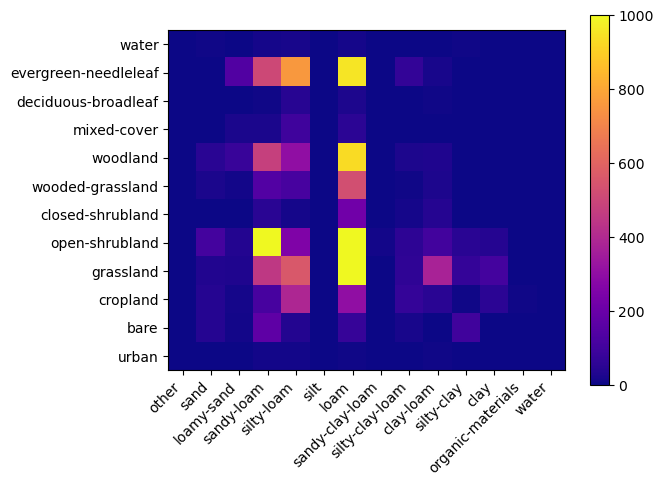 water
evergreen-needleleaf
deciduous-broadleaf
mixed-cover
woodland
wooded-grassland
closed-shrubland
open-shrubland
grassland
cropland
bare
urban
other
sand
loamy-sand
sandy-loam
silty-loam
silt
loam
sandy-clay-loam
silty-clay-loam
clay-loam
silty-clay
clay
organic-materials
water
1000
800
600
400
200
0